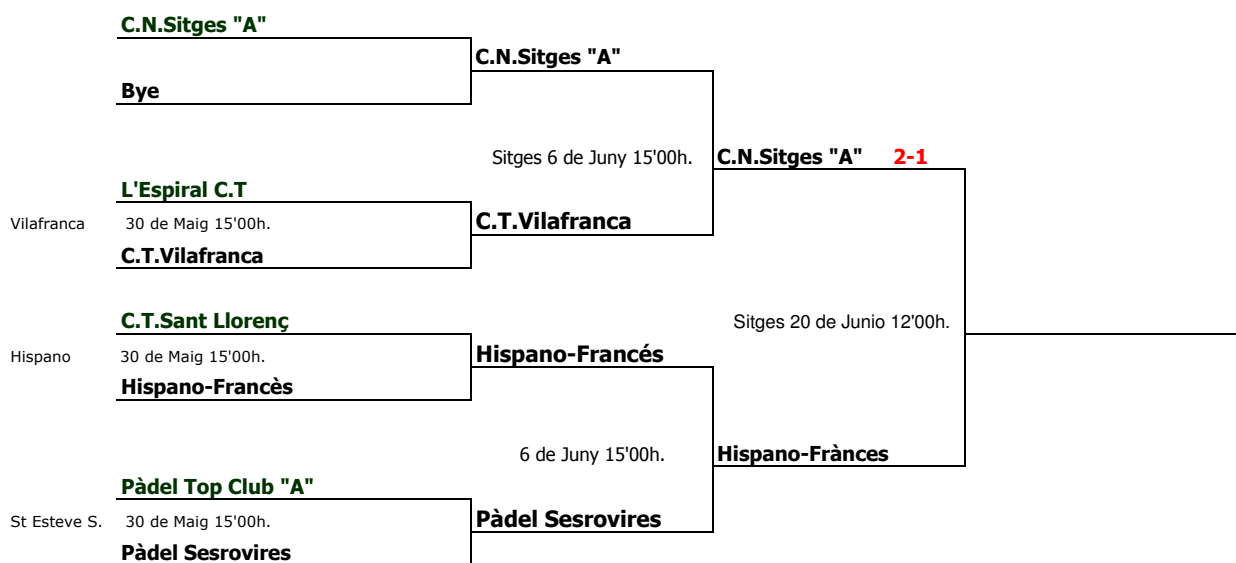 C.N.Sitges "A"
C.N.Sitges "A"
Bye
Sitges 6 de Juny 15'00h.
C.N.Sitges "A" 2-1
L'Espiral C.T
Vilafranca 30 de Maig 15'00h.
C.T.Vilafranca
C.T.Vilafranca
C.T.Sant Llorenç
Sitges 20 de Junio 12'00h.
Hispano 30 de Maig 15'00h.
Hispano-Francés
Hispano-Francès
6 de Juny 15'00h.
Hispano-Frànces
Pàdel Top Club "A"
St Esteve S. 30 de Maig 15'00h.
Pàdel Sesrovires
Pàdel Sesrovires